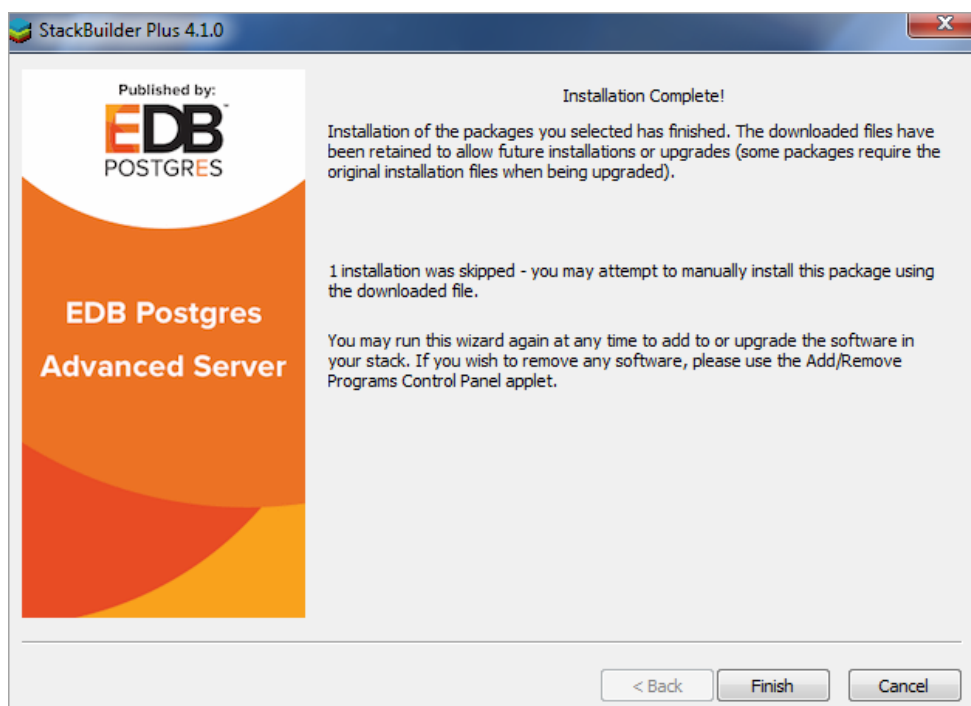 StackBuilder Plus 4.1.0
Published by:
EDB™
POSTGRES
EDB Postgres
Advanced Server
Installation Complete!
Installation of the packages you selected has finished. The downloaded files have
been retained to allow future installations or upgrades (some packages require the
original installation files when being upgraded).
1 installation was skipped - you may attempt to manually install this package using
the downloaded file.
You may run this wizard again at any time to add to or upgrade the software in
your stack. If you wish to remove any software, please use the Add/Remove
Programs Control Panel applet.
< Back
Finish
Cancel